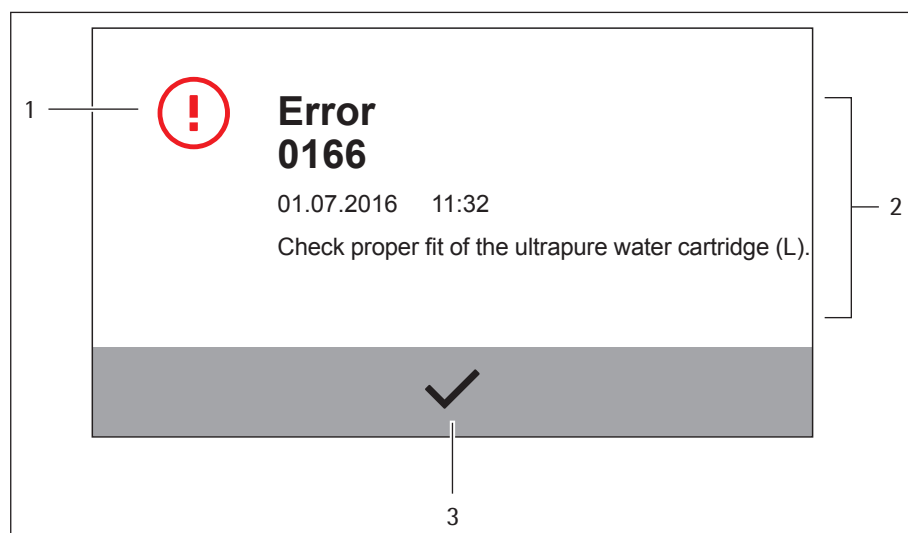 1
Error
0166
01.07.2016 11:32
2
Check proper fit of the ultrapure water cartridge (L).
3